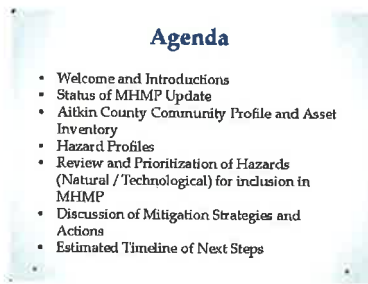 Agenda
• Welcome and Introductions
• Status of MHMP Update
• Aitkin County Community Profile and Asset
Inventory
• Hazard Profiles
• Review and Prioritization of Hazards
(Natural / Technological) for inclusion in
MHMP
• Discussion of Mitigation Strategies and
Actions
• Estimated Timeline of Next Steps